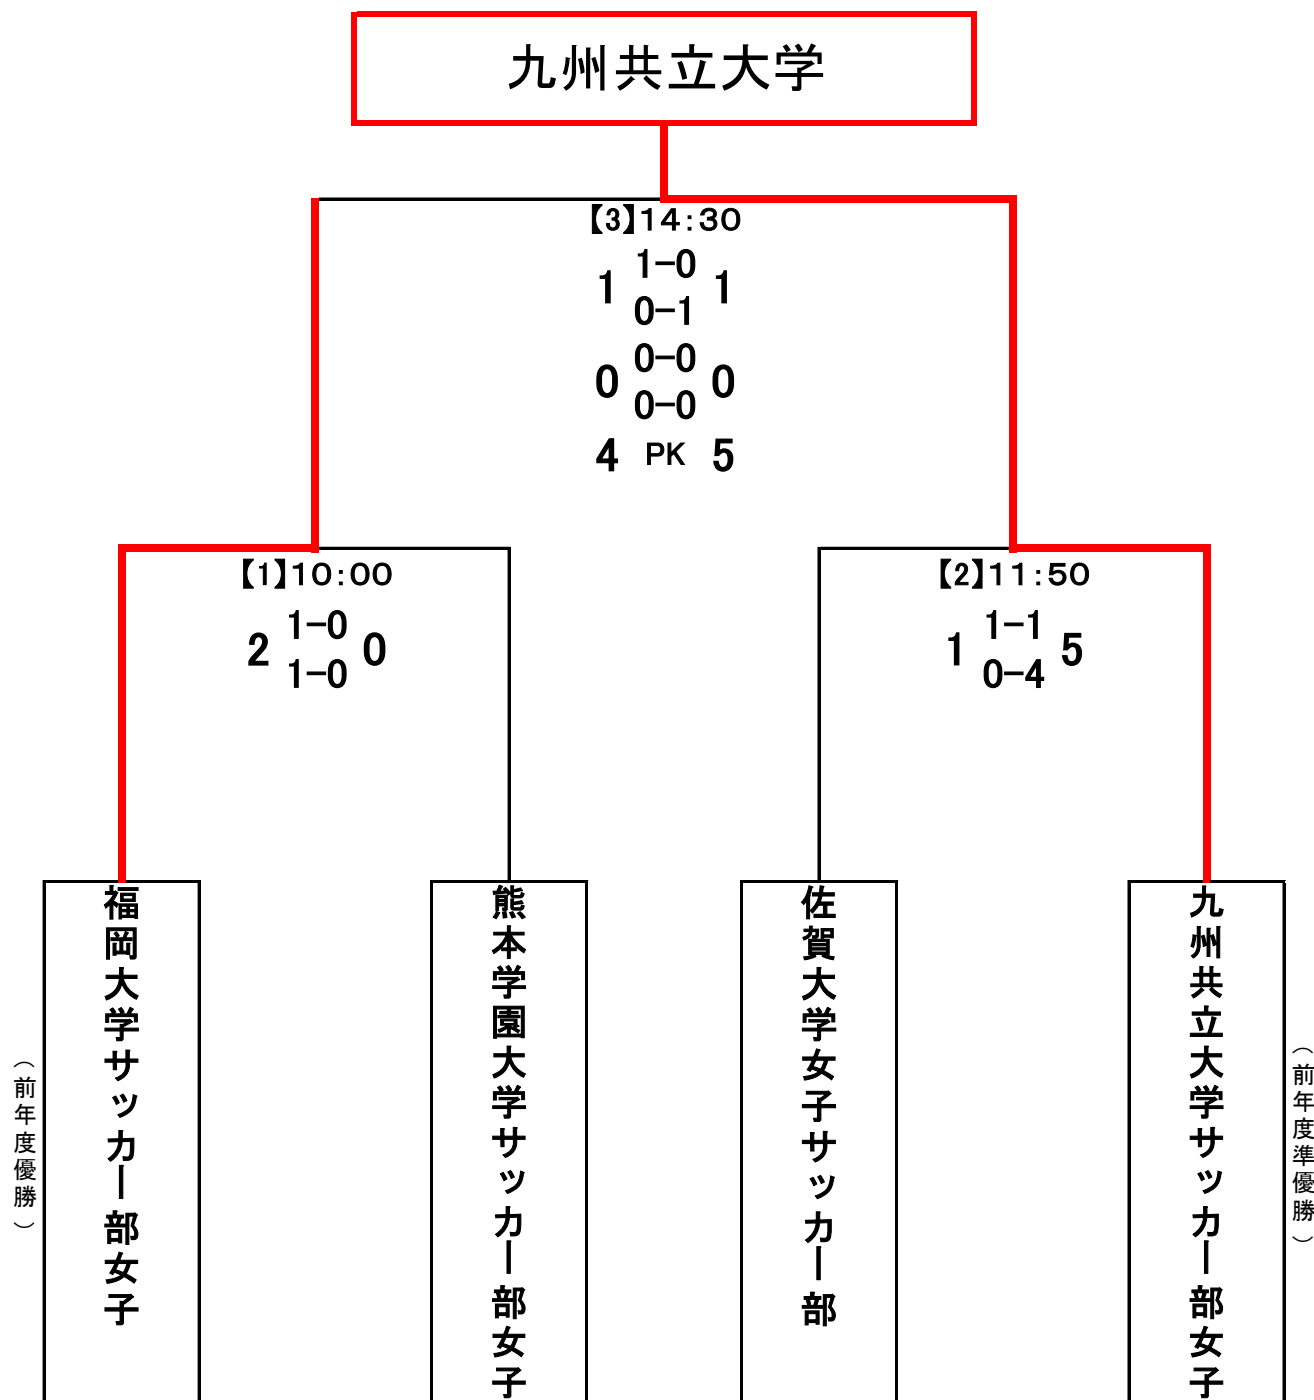 九州共立大学
【3】14:30
1 1-0 1
0-1
0 0-0 0
0-0
4 PK 5
【1】10:00
2 1-0 0
1-0
【2】11:50
1 1-1 5
0-4
（前年度優勝）
福岡大学サッカー部女子
熊本学園大学サッカー部女子
佐賀大学女子サッカー部
九州共立大学サッカー部女子
（前年度準優勝）